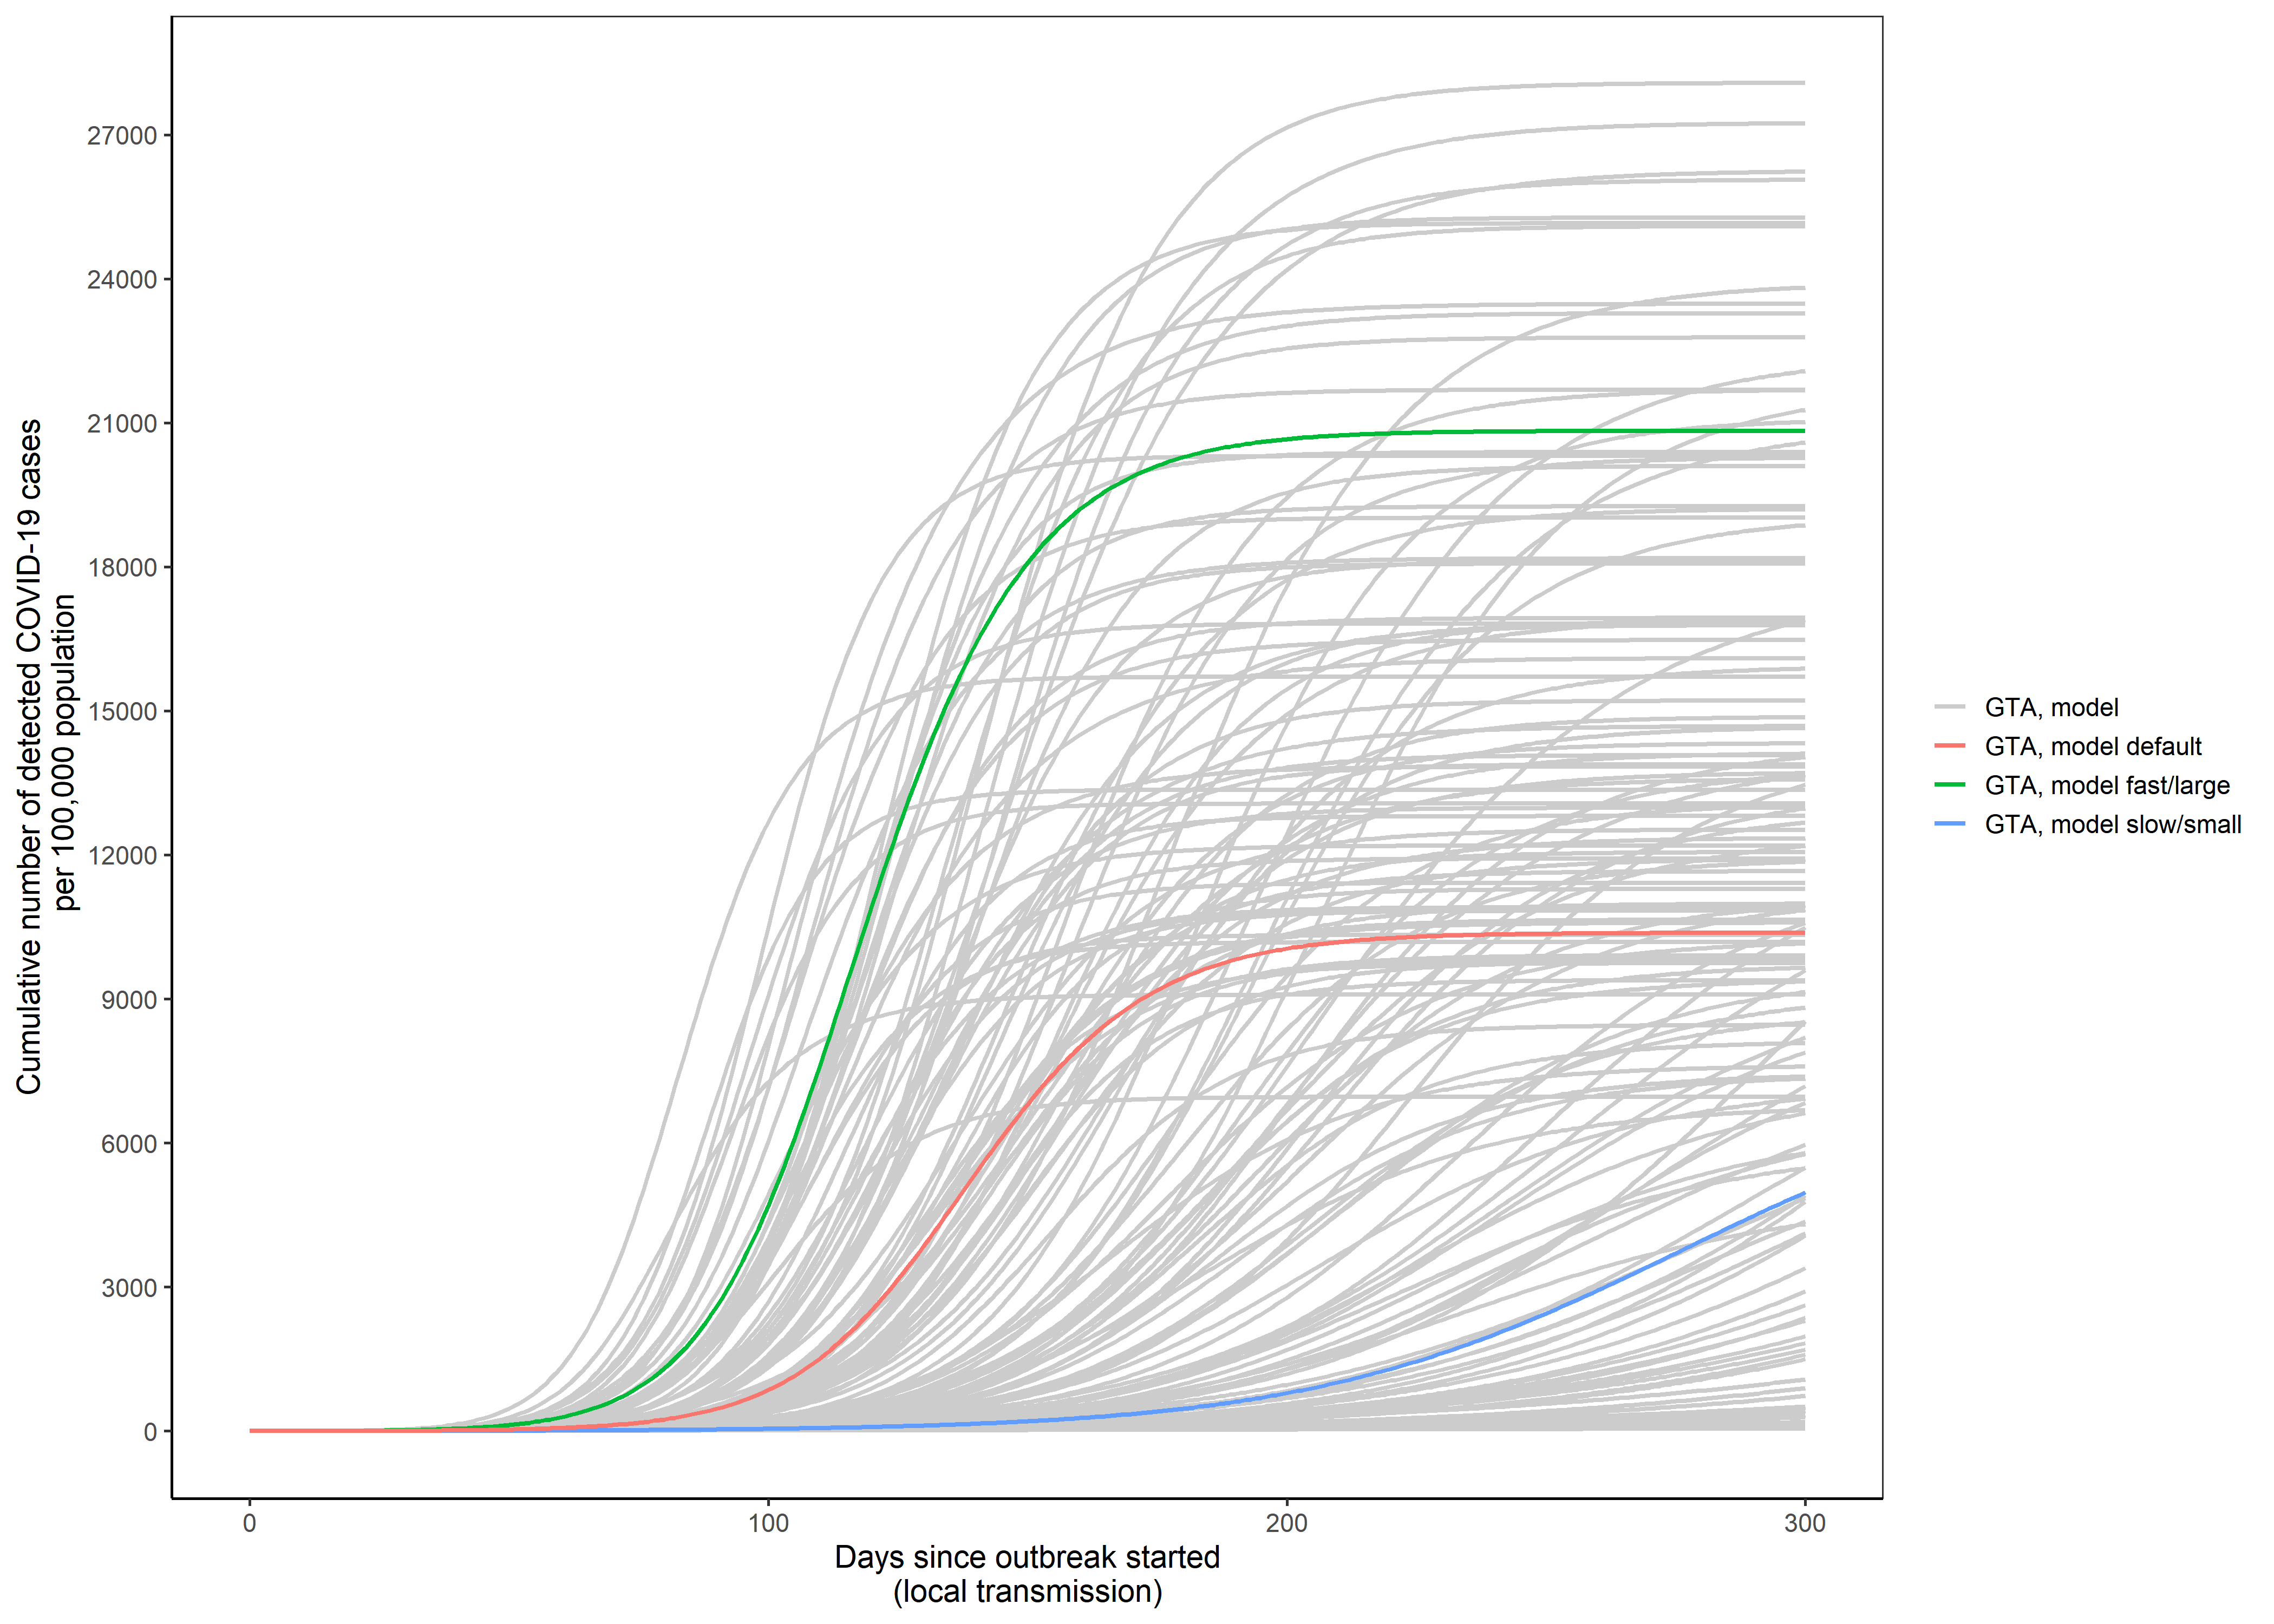 Cumulative number of detected COVID-19 cases
per 100,000 population
27000
24000
21000
18000
15000
12000
9000
6000
3000
0
0
100
200
300
Days since outbreak started
(local transmission)
GTA, model
GTA, model default
GTA, model fast/large
GTA, model slow/small